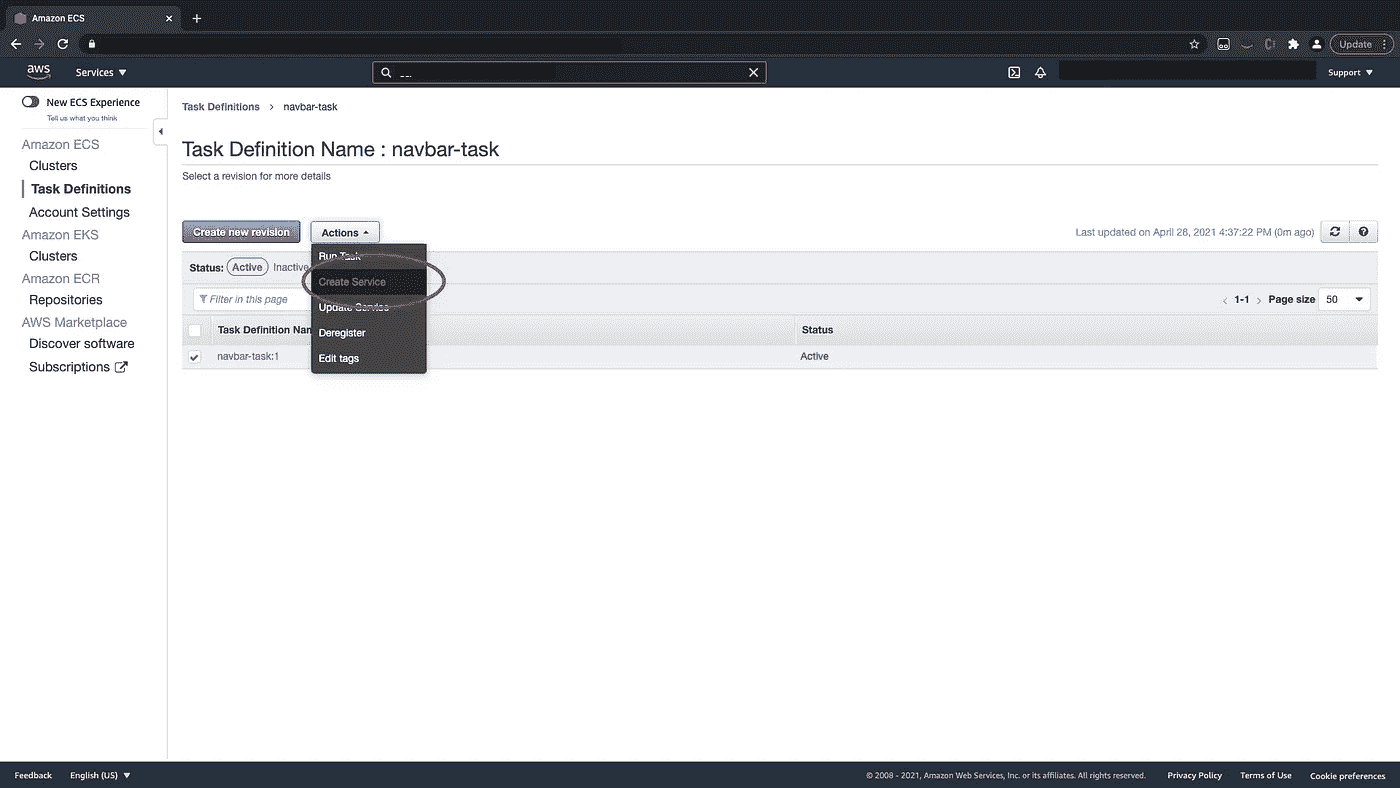 Amazon ECS
Update
aws
Services
Support
New ECS Experience
Tell us what you think
Amazon ECS
Clusters
Task Definitions
Account Settings
Amazon EKS
Clusters
Amazon ECR
Repositories
AWS Marketplace
Discover software
Subscriptions
Task Definitions > navbar-task
Task Definition Name : navbar-task
Select a revision for more details
Create new revision Actions
Last updated on April 28, 2021 4:37:22 PM (0m ago)
Run Task
Create Service
Update Service
Deregister
Edit tags
Status: Active Inactive
Filter in this page
< 1-1 > Page size 50
Task Definition Nam Status
navbar-task:1 Active
Feedback English (US) © 2008 - 2021, Amazon Web Services, Inc. or its affiliates. All rights reserved. Privacy Policy Terms of Use Cookie preferences